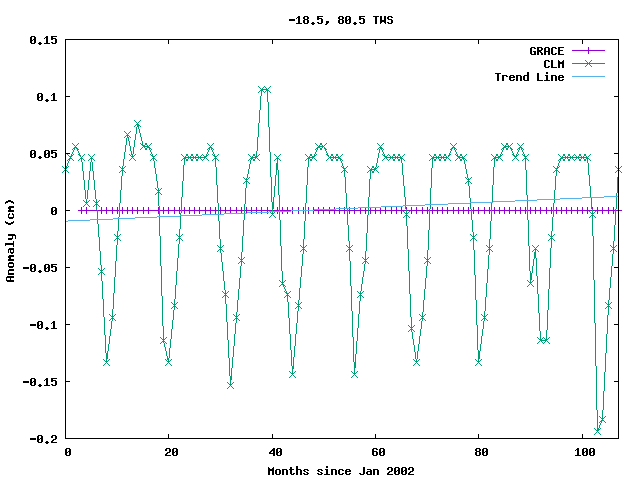 -18.5, 80.5 TWS
GRACE
CLM
Trend Line
0.15
0.1
0.05
0
-0.05
-0.1
-0.15
-0.2
Anomaly (cm)
0 20 40 60 80 100
Months since Jan 2002